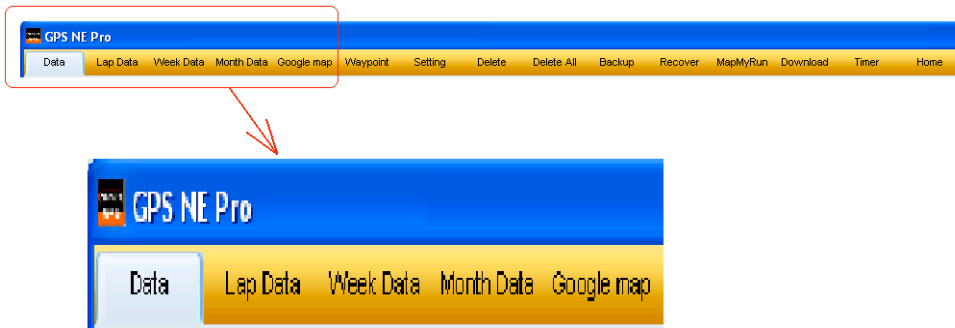 GPS NE Pro
Data Lap Data Week Data Month Data Google map Waypoint Setting Delete Delete All Backup Recover MapMyRun Download Timer Home
GPS NE Pro
Data Lap Data Week Data Month Data Google map